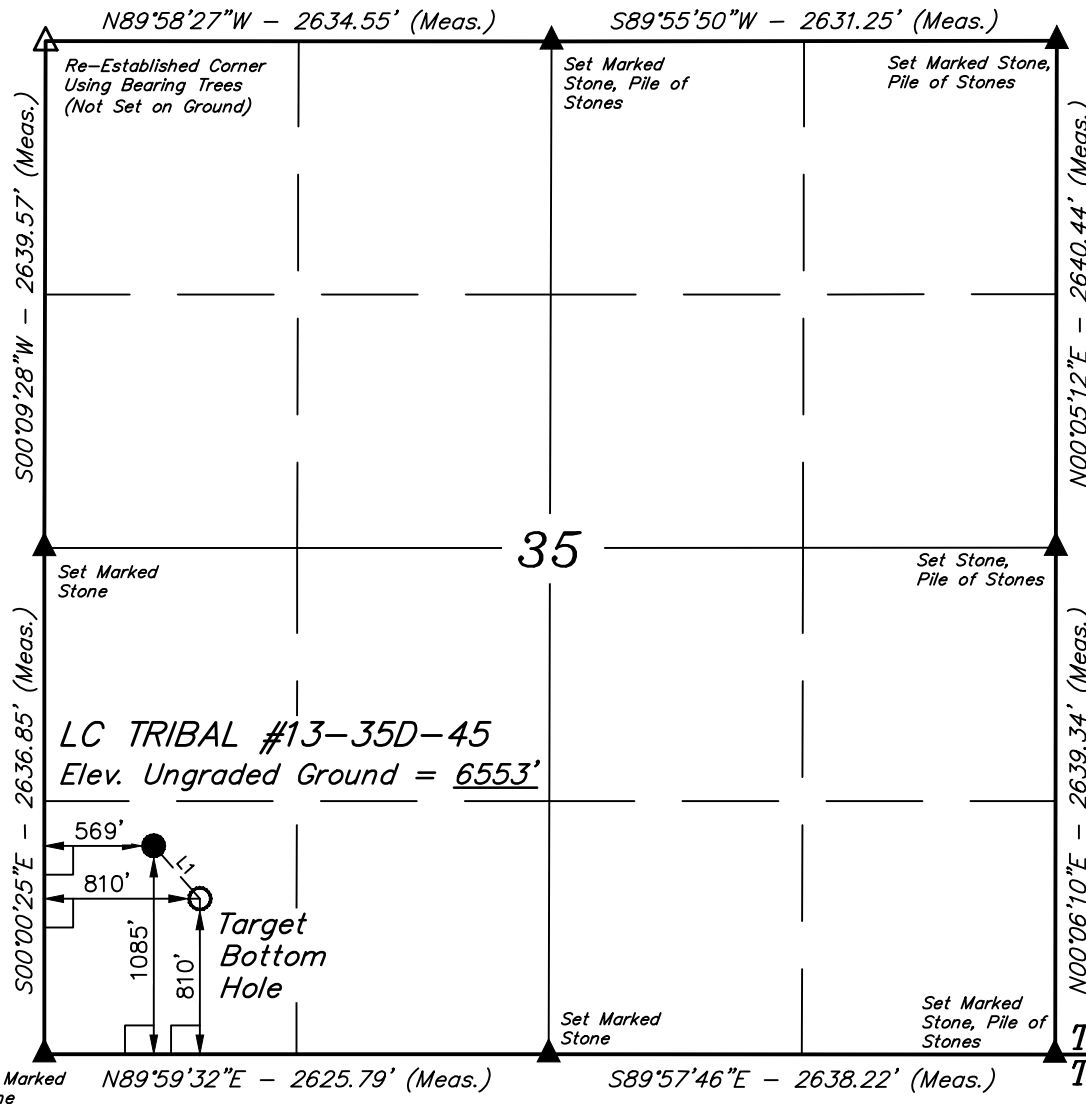 N89°58'27"W - 2634.55' (Meas.)
S89°55'50"W - 2631.25' (Meas.)
Re-Established Corner
Using Bearing Trees
(Not Set on Ground)
Set Marked
Stone, Pile of
Stones
Set Marked Stone,
Pile of Stones
S00°09'28"W - 2639.57' (Meas.)
N00°05'12"E - 2640.44' (Meas.)
35
Set Marked
Stone
Set Stone,
Pile of Stones
S00°00'25"E - 2636.85' (Meas.)
N00°06'10"E - 2639.34' (Meas.)
LC TRIBAL #13-35D-45
Elev. Ungraded Ground = 6553'
569'
L1
810'
1085'
810'
Target
Bottom
Hole
Set Marked
Stone
Set Marked
Stone, Pile of
Stones
T
T
Marked
N89°59'32"E - 2625.79' (Meas.)
S89°57'46"E - 2638.22' (Meas.)